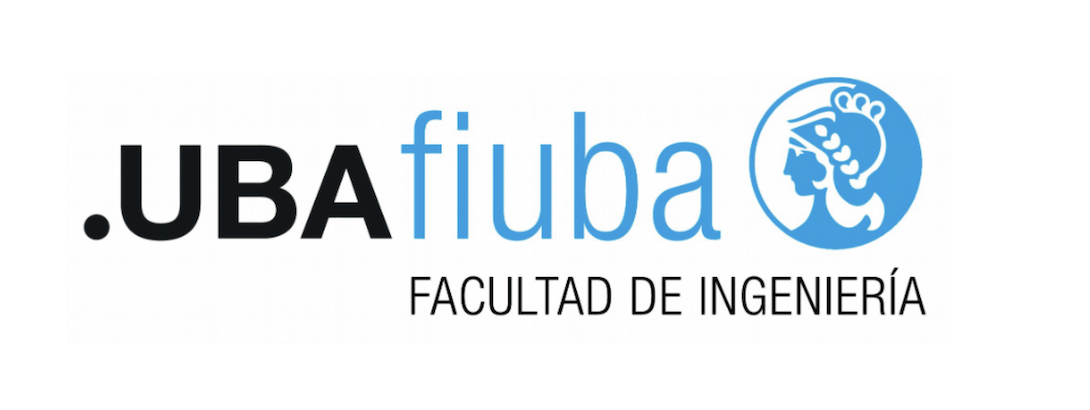 .UBAfiuba
FACULTAD DE INGENIERÍA